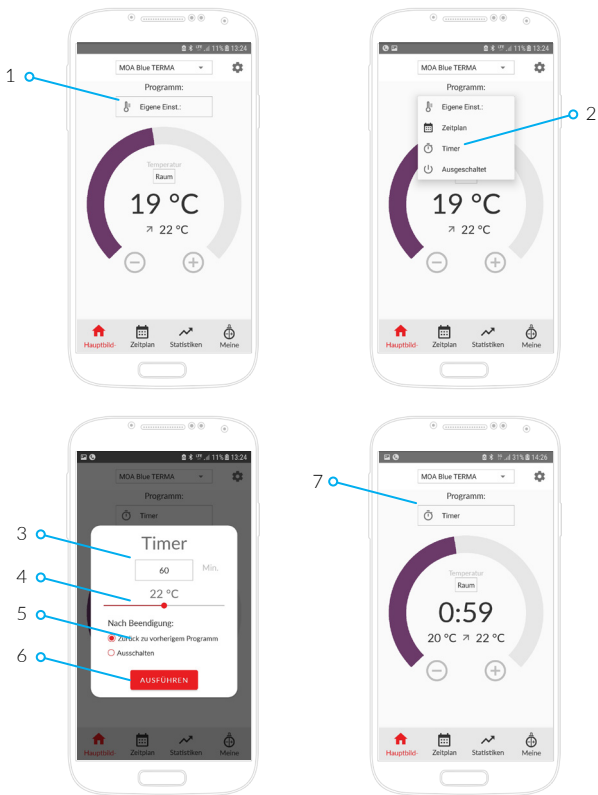 11% 13:24
MOA Blue TERMA
1
Programm:
Eigene Einst.:
Temperatur
Raum
19 °C
22 °C
Hauptbild-
Zeitplan
Statistiken
Meine
11% 13:24
MOA Blue TERMA
Programm:
Eigene Einst.:
2
Zeitplan
Timer
Ausgeschaltet
19 °C
22 °C
Hauptbild-
Zeitplan
Statistiken
Meine
11% 13:24
MOA Blue TERMA
Programm:
Timer
Timer
3
60 Min.
4
22 °C
5
Nach Beendigung:
Zurück zu vorherigem Programm
Ausschalten
6
AUSFÜHREN
Hauptbild-
Zeitplan
Statistiken
Meine
31% 14:26
MOA Blue TERMA
7
Programm:
Timer
Temperatur
Raum
0:59
20 °C 22 °C
Hauptbild-
Zeitplan
Statistiken
Meine